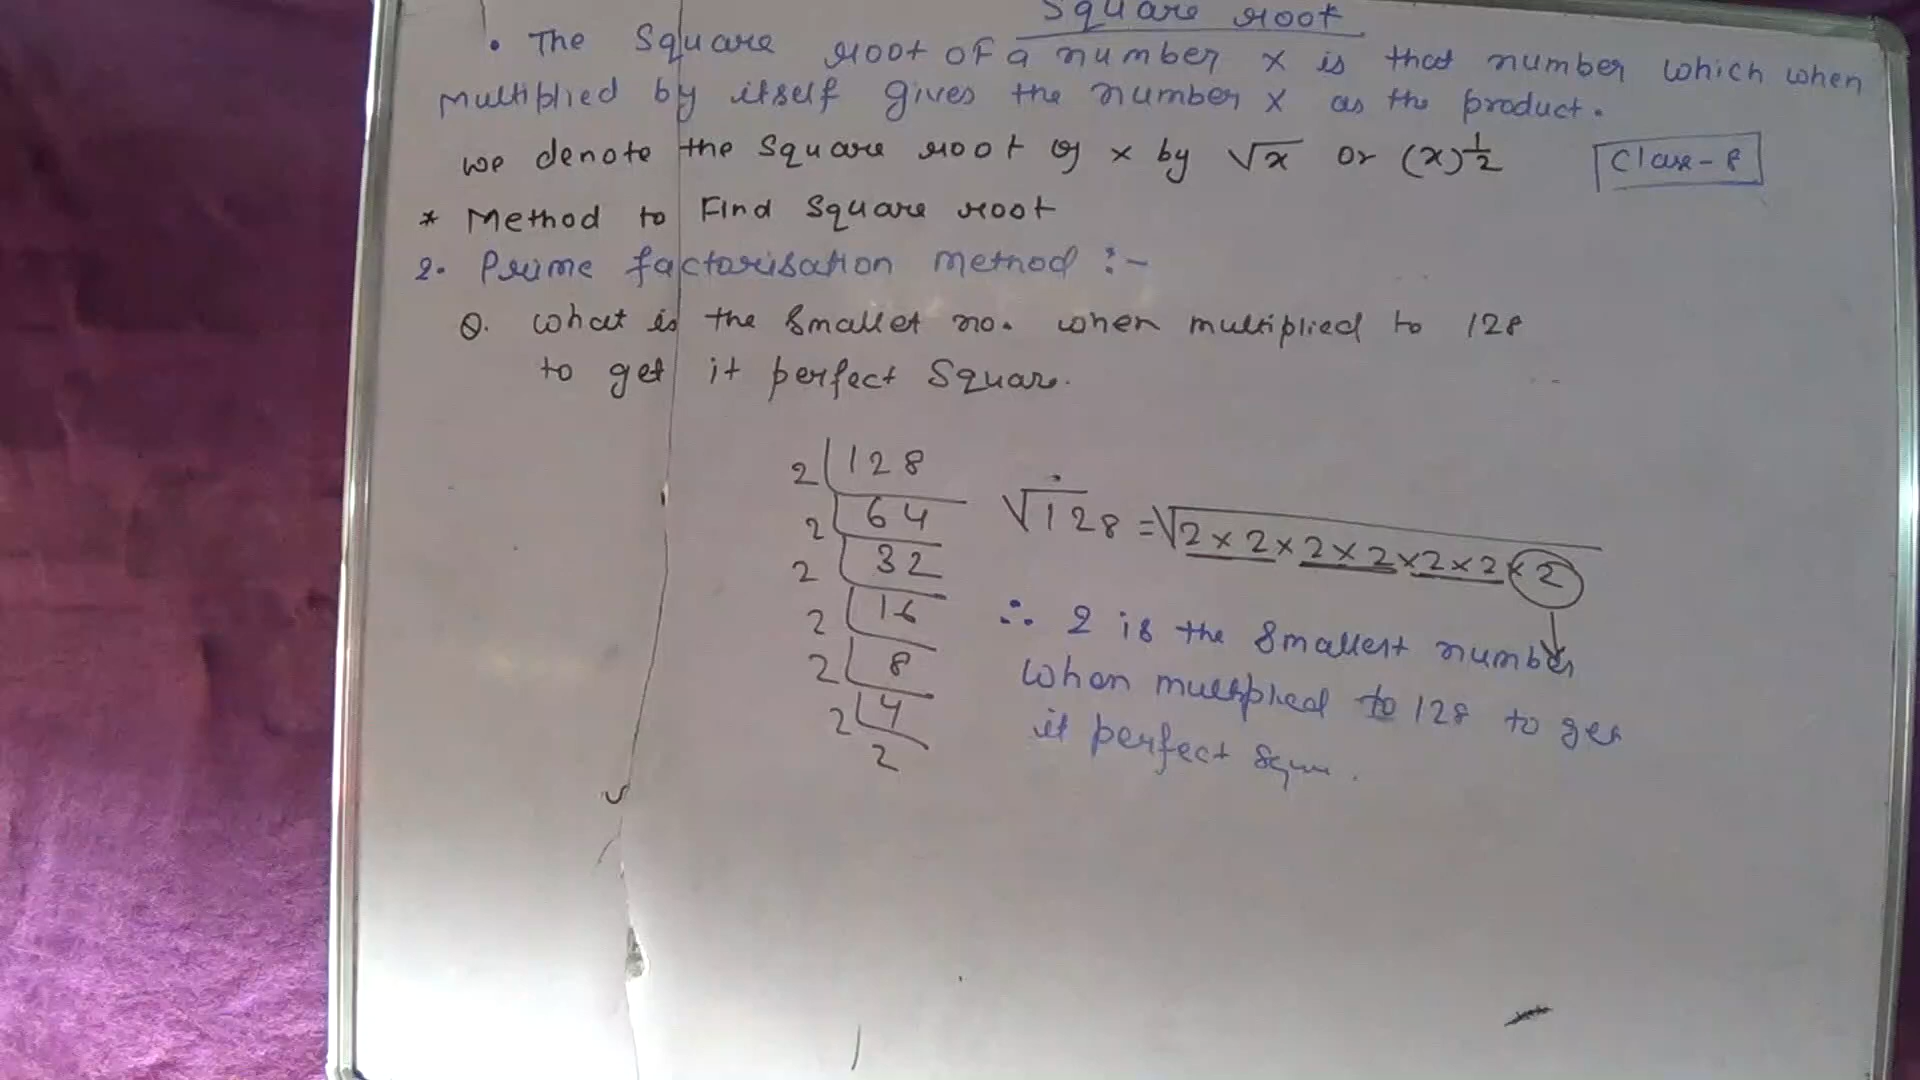 Square root
• The Square root of a number x is that number which when
multiplied by itself gives the number x as the product.
we denote the square root of x by √x or (x)^1/2
Class-8
* Method to Find Square root
2. Prime factorisation method :-
Q. what is the smallet no. when multiplied to 128
to get it perfect Square.
2 | 128
2 | 64
2 | 32
2 | 16
2 | 8
2 | 4
2
√128 = √2×2×2×2×2×2×2
∴ 2 is the smallest number
when multiplied to 128 to get
it perfect